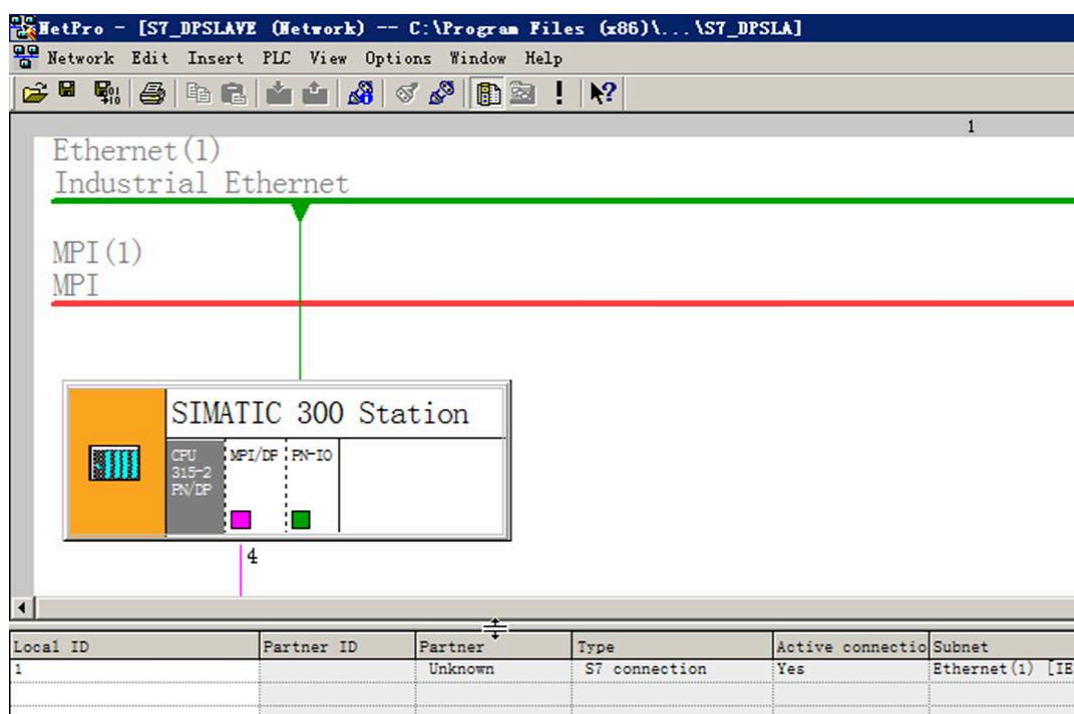 NetPro - [S7_DPSLAVE (Network) -- C:\Program Files (x86)\...\S7_DPSLA]
Network Edit Insert PLC View Options Window Help
1
Ethernet(1)
Industrial Ethernet
MPI(1)
MPI
SIMATIC 300 Station
CPU 315-2 PN/DP
MPI/DP
PN-IO
4
Local ID Partner ID Partner Type Active connectio Subnet
1 Unknown S7 connection Yes Ethernet(1) [IE